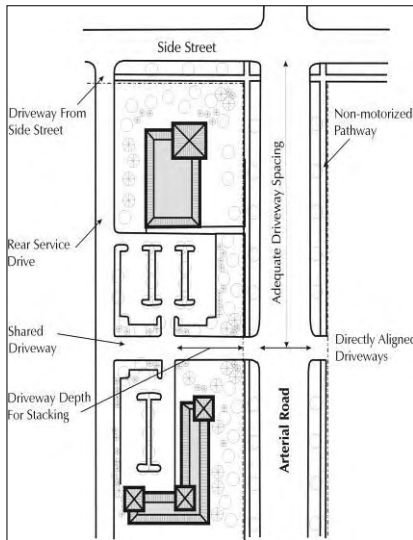 Side Street
Driveway From
Side Street
Non-motorized
Pathway
Adequate Driveway Spacing
Rear Service
Drive
Shared
Driveway
Directly Aligned
Driveways
Driveway Depth
For Stacking
Arterial Road